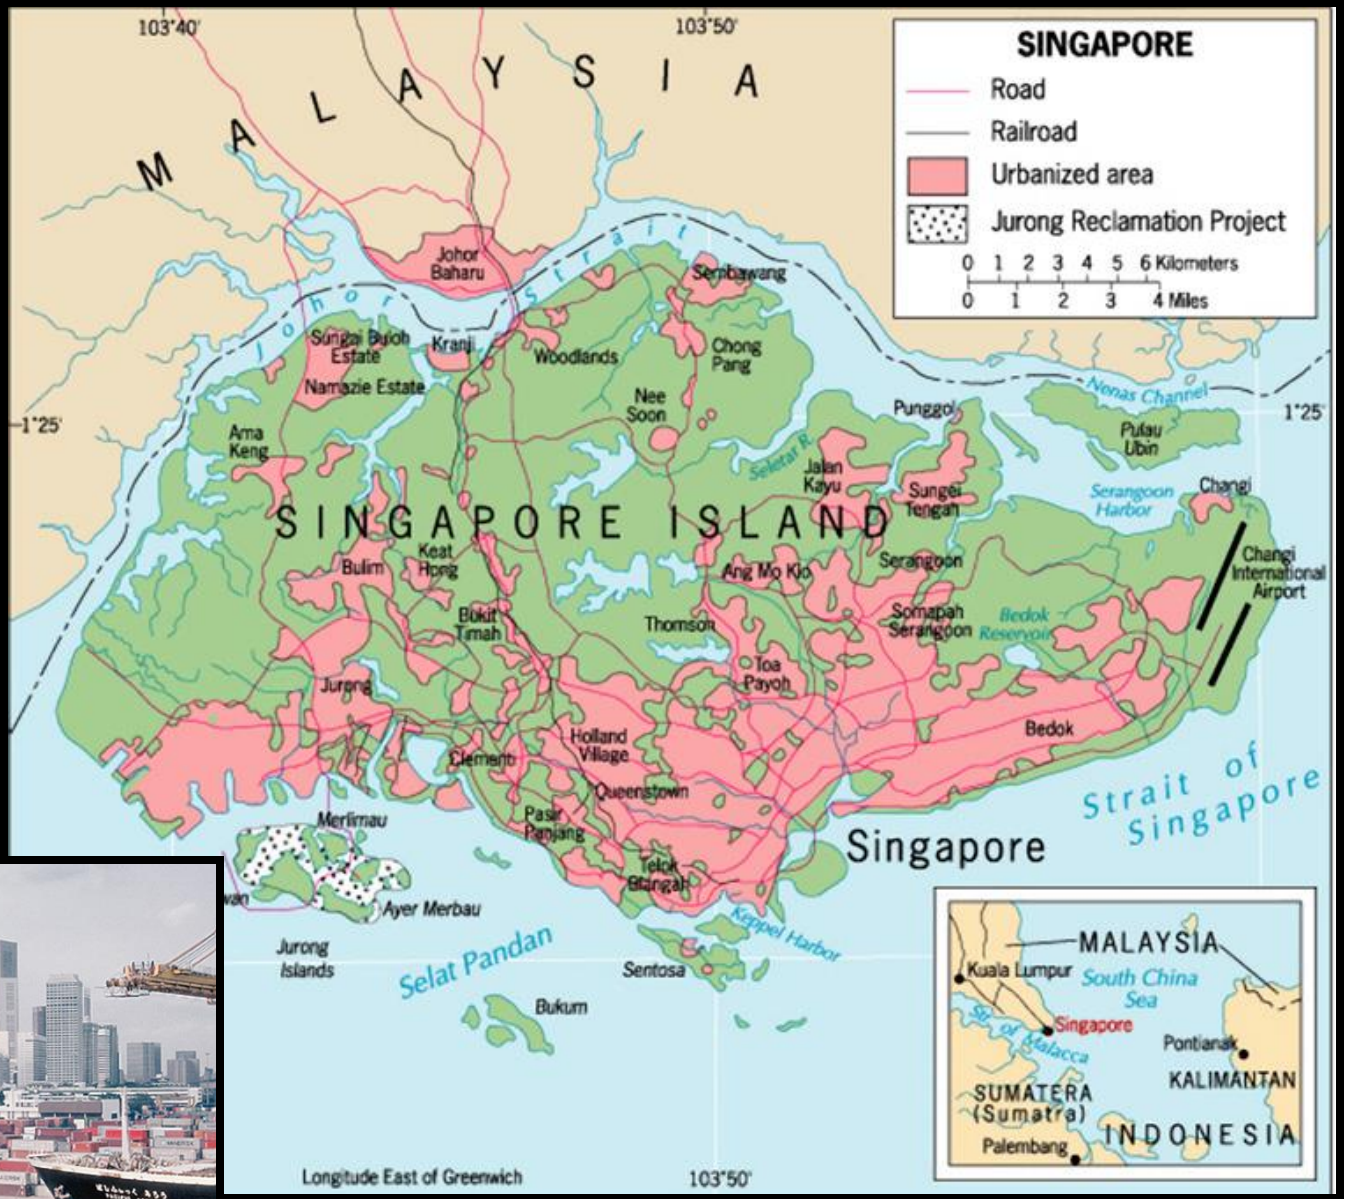 103°40'
103°50'
MALAYSIA
SINGAPORE
Road
Railroad
Urbanized area
Jurong Reclamation Project
0 1 2 3 4 5 6 Kilometers
0 1 2 3 4 Miles
Johor
Baharu
Johor Strait
Sembawang
Sungai Buloh
Estate
Kranji
Woodlands
Chong
Pang
Namazie Estate
Nee
Soon
Nenas Channel
Punggol
1°25'
1°25'
Pulau
Ubin
Ama
Keng
Seletar R.
Jalan
Kayu
Sungei
Tengah
Serangoon
Harbor
Changi
SINGAPORE ISLAND
Keat
Hong
Bulim
Ang Mo Kio
Serangoon
Changi
International
Airport
Bukit
Timah
Thomson
Somapah
Serangoon
Bedok
Reservoir
Toa
Payoh
Jurong
Holland
Village
Bedok
Clementi
Queenstown
Strait of
Singapore
Pasir
Panjang
Merlimau
Singapore
Telok
Blangah
wan
Ayer Merbau
Keppel Harbor
Jurong
Islands
Selat Pandan
Sentosa
Bukum
MALAYSIA
Kuala Lumpur
South China
Sea
Str. of Malacca
Singapore
Pontianak
KALIMANTAN
SUMATERA
(Sumatra)
INDONESIA
Palembang
Longitude East of Greenwich
103°50'